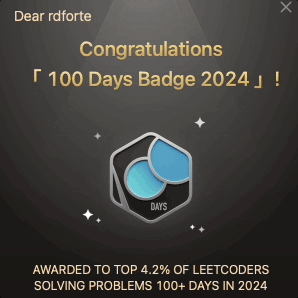 Dear rdforte
Congratulations
「 100 Days Badge 2024 」!
DAYS
AWARDED TO TOP 4.2% OF LEETCODERS
SOLVING PROBLEMS 100+ DAYS IN 2024